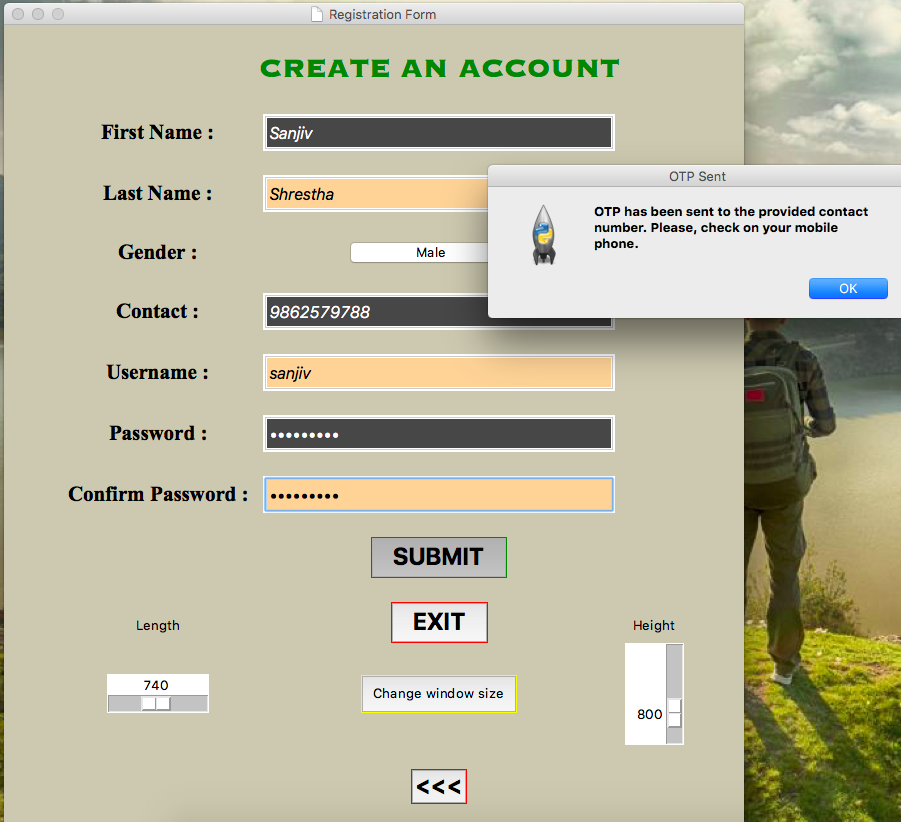 Registration Form
CREATE AN ACCOUNT
First Name :
Sanjiv
Last Name :
Shrestha
OTP Sent
OTP has been sent to the provided contact
number. Please, check on your mobile
phone.
OK
Gender :
Male
Contact :
9862579788
Username :
sanjiv
Password :
•••••••••
Confirm Password :
•••••••••
SUBMIT
EXIT
Length
740
Change window size
Height
800
<<<